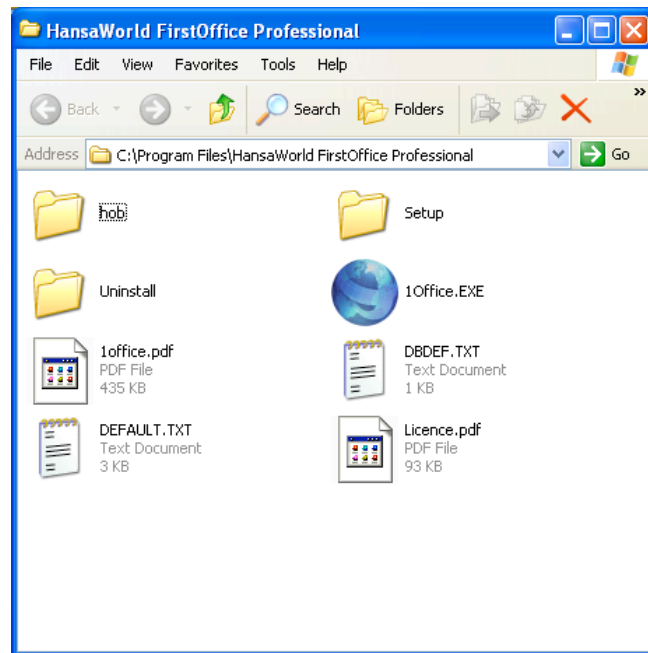 HansaWorld FirstOffice Professional
File Edit View Favorites Tools Help
Back Search Folders »
Address C:\Program Files\HansaWorld FirstOffice Professional Go
hob Setup
Uninstall 1Office.EXE
1office.pdf
PDF File
435 KB
DBDEF.TXT
Text Document
1 KB
DEFAULT.TXT
Text Document
3 KB
Licence.pdf
PDF File
93 KB